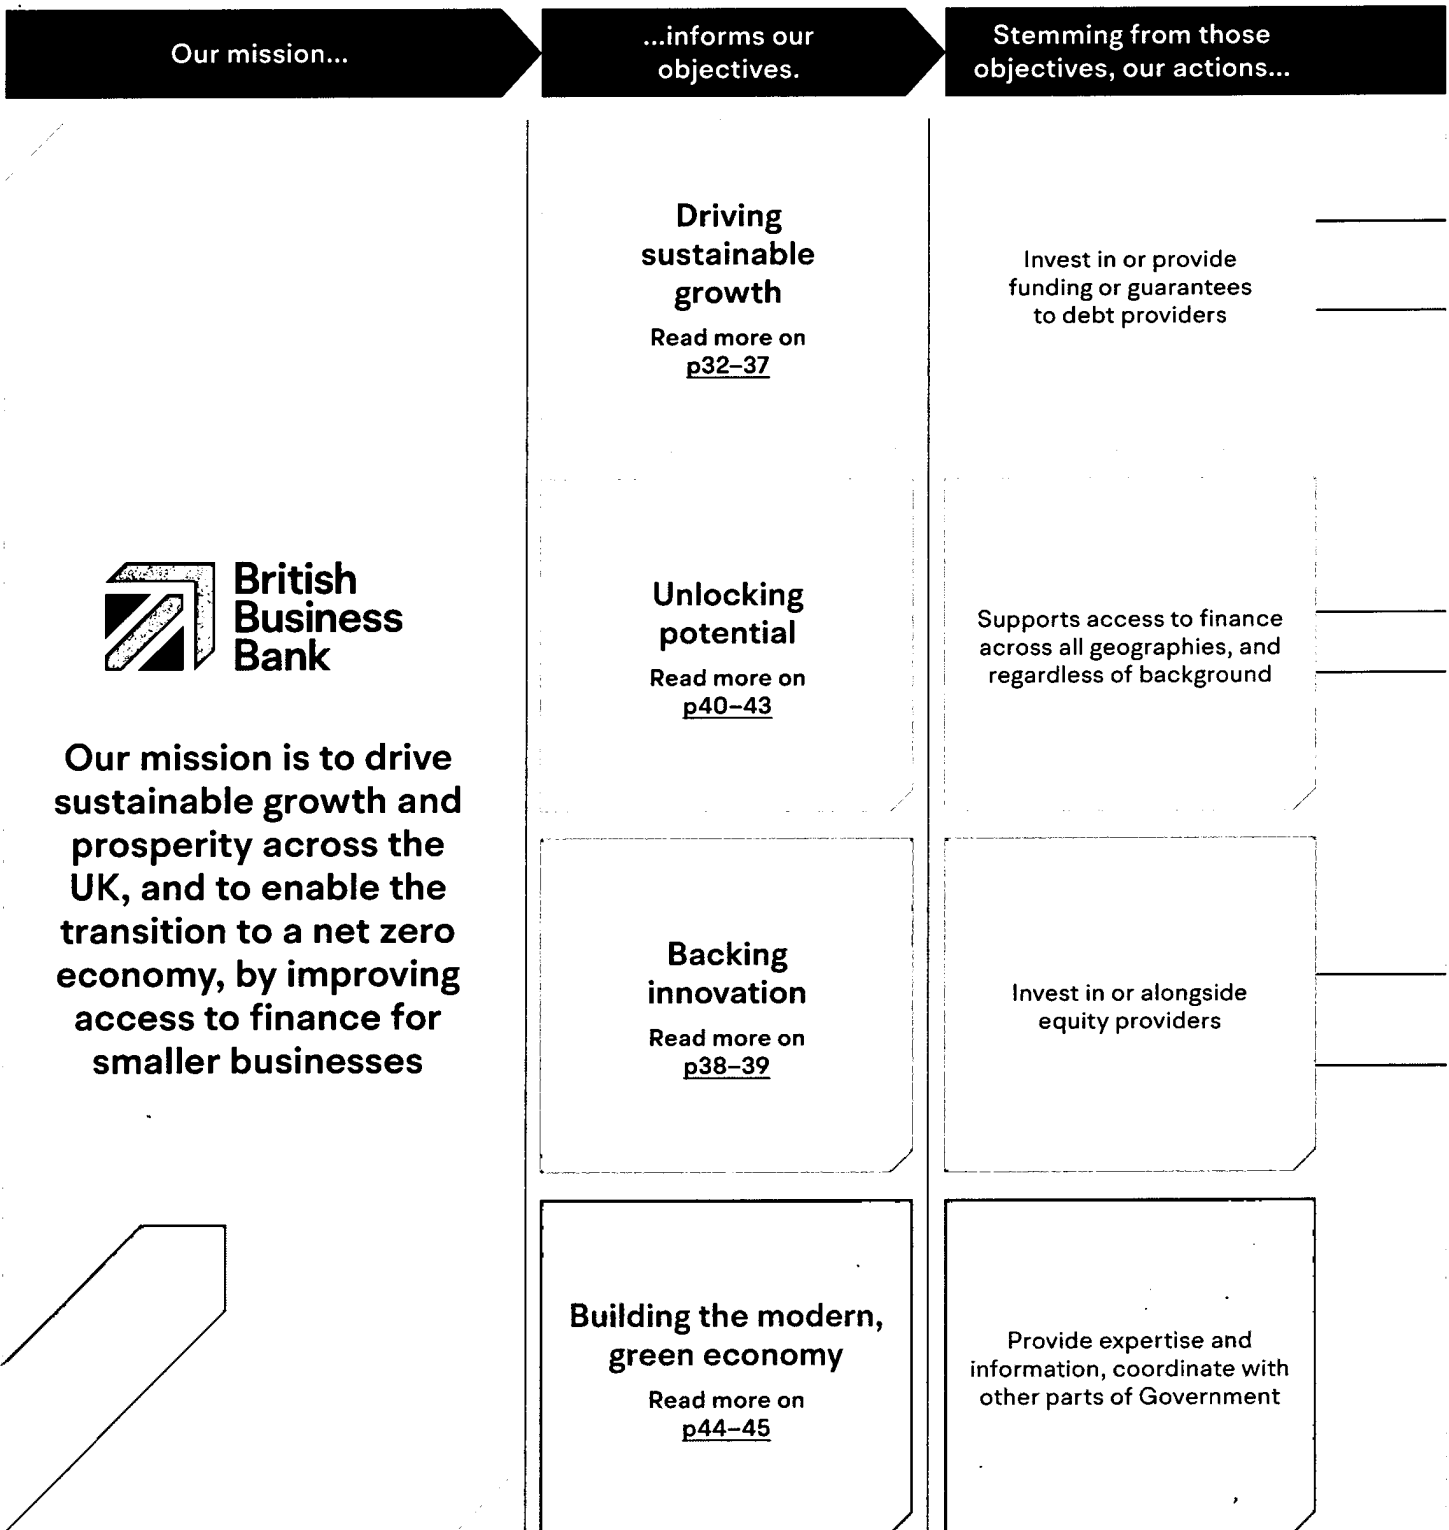 Our mission...
...informs our
objectives.
Stemming from those
objectives, our actions...
British
Business
Bank
Our mission is to drive
sustainable growth and
prosperity across the
UK, and to enable the
transition to a net zero
economy, by improving
access to finance for
smaller businesses
Driving
sustainable
growth
Read more on
p32–37
Unlocking
potential
Read more on
p40–43
Backing
innovation
Read more on
p38–39
Building the modern,
green economy
Read more on
p44–45
Invest in or provide
funding or guarantees
to debt providers
Supports access to finance
across all geographies, and
regardless of background
Invest in or alongside
equity providers
Provide expertise and
information, coordinate with
other parts of Government